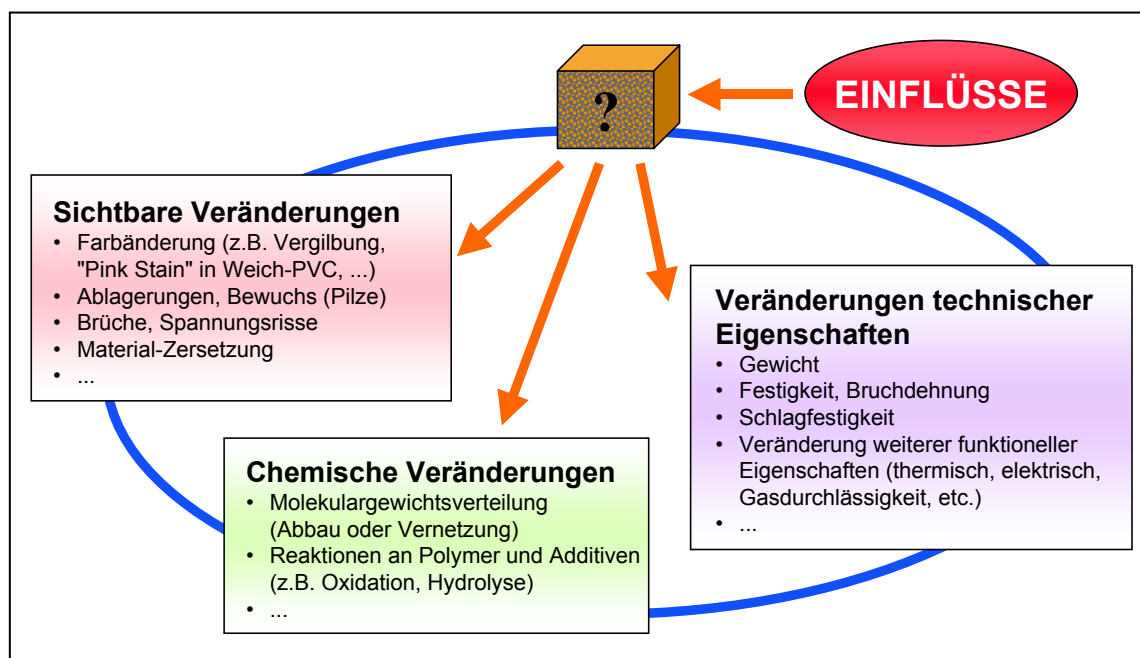 EINFLÜSSE
?
Sichtbare Veränderungen
• Farbänderung (z.B. Vergilbung,
"Pink Stain" in Weich-PVC, ...)
• Ablagerungen, Bewuchs (Pilze)
• Brüche, Spannungsrisse
• Material-Zersetzung
• ...
Veränderungen technischer
Eigenschaften
• Gewicht
• Festigkeit, Bruchdehnung
• Schlagfestigkeit
• Veränderung weiterer funktioneller
Eigenschaften (thermisch, elektrisch,
Gasdurchlässigkeit, etc.)
• ...
Chemische Veränderungen
• Molekulargewichtsverteilung
(Abbau oder Vernetzung)
• Reaktionen an Polymer und Additiven
(z.B. Oxidation, Hydrolyse)
• ...